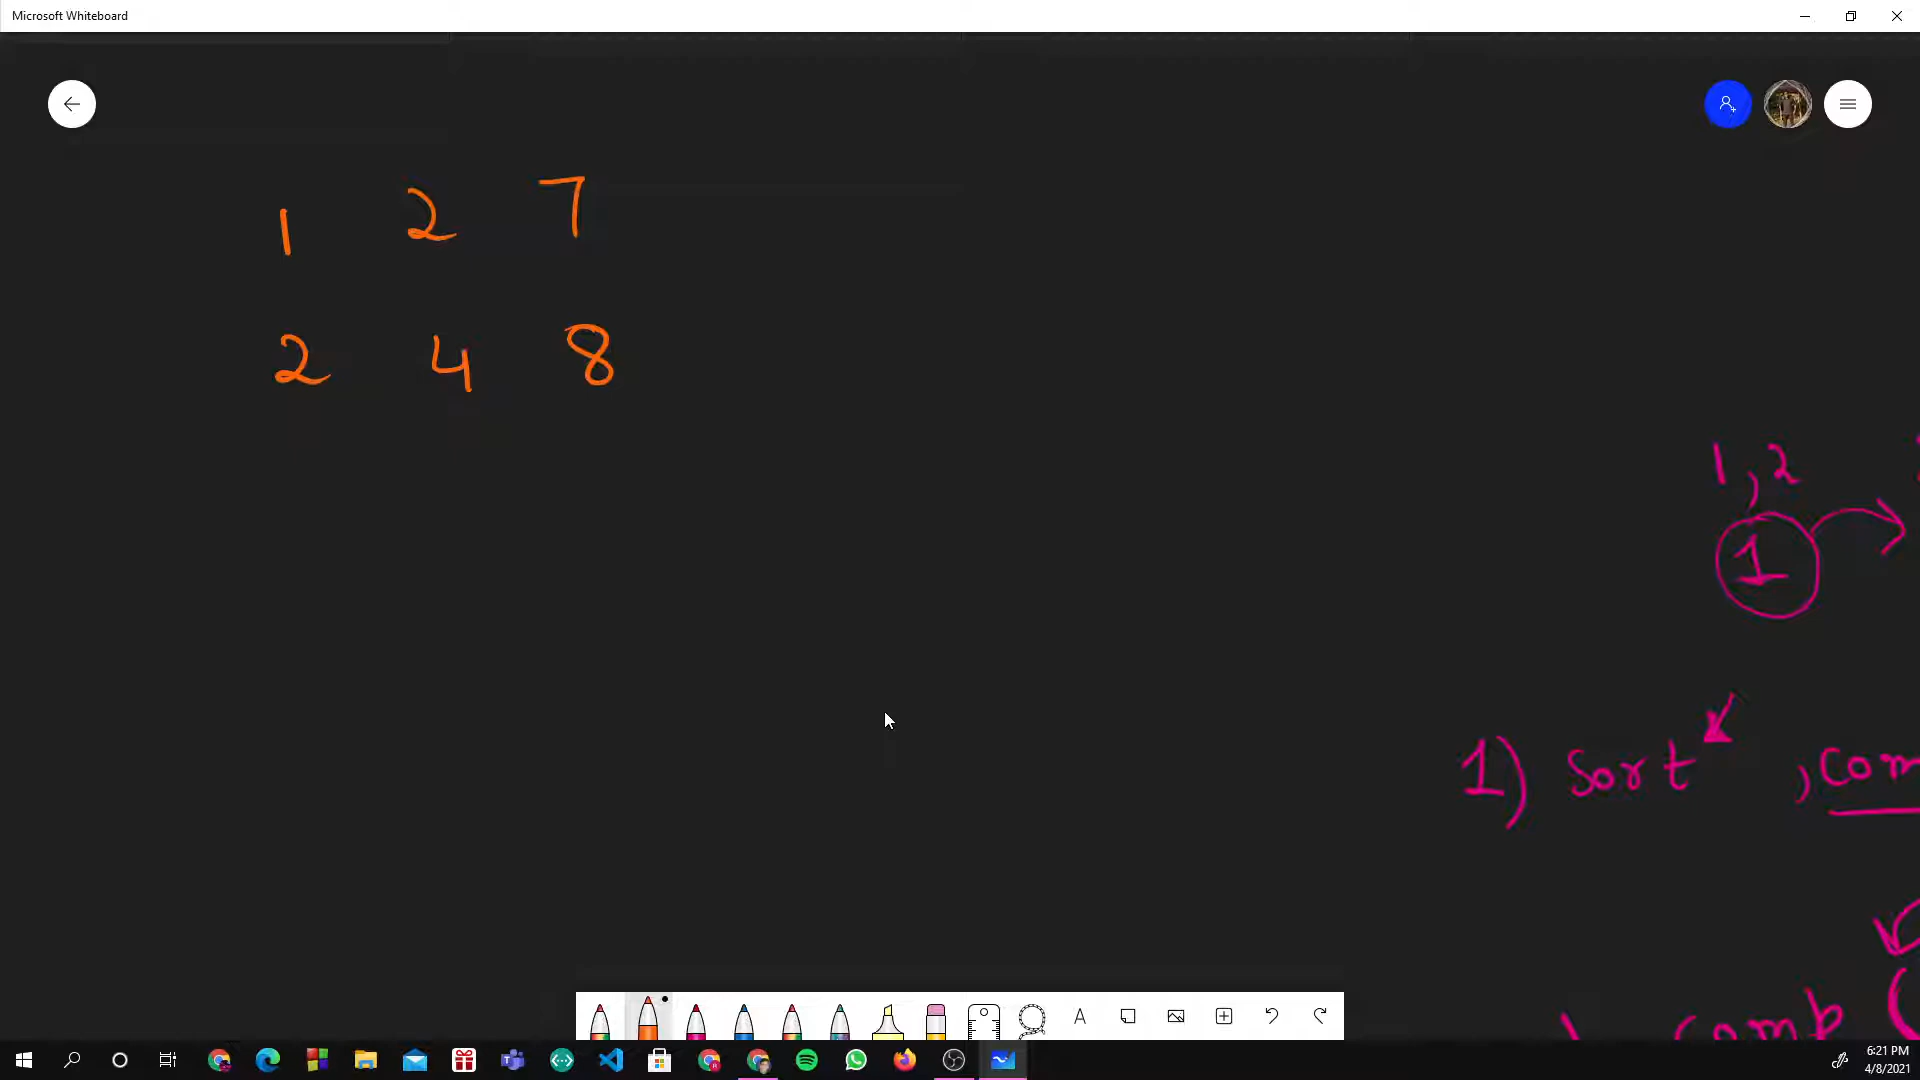 Microsoft Whiteboard
1 2 7
2 4 8
1,2
1
1) Sort , com
comb (
A
6:21 PM
4/8/2021